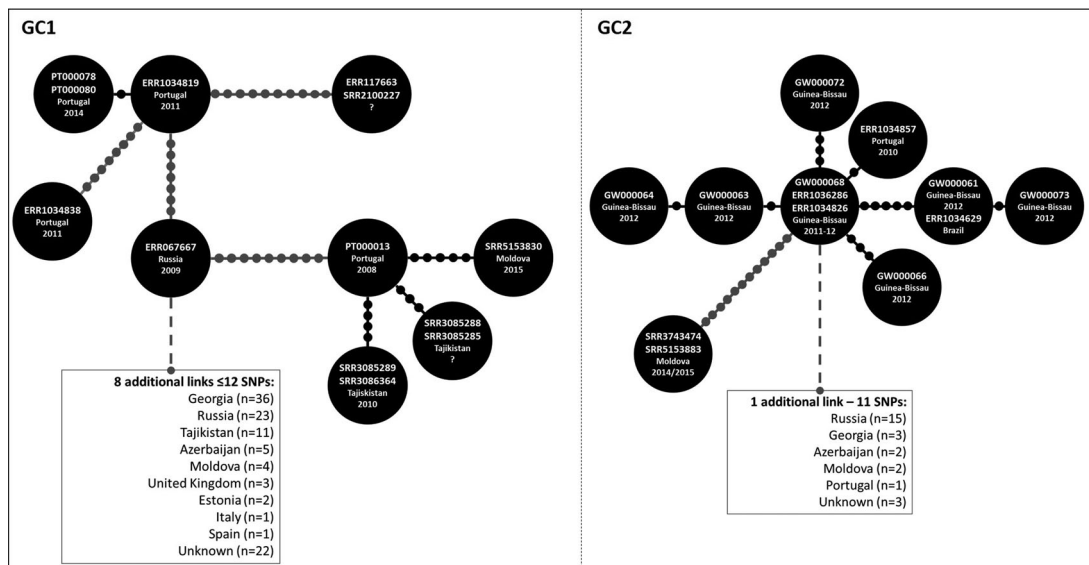 GC1
PT000078
PT000080
Portugal
2014
ERR1034819
Portugal
2011
ERR117663
SRR2100227
?
ERR1034838
Portugal
2011
ERR067667
Russia
2009
PT000013
Portugal
2008
SRR5153830
Moldova
2015
SRR3085288
SRR3085285
Tajikistan
?
SRR3085289
SRR3086364
Tajiskistan
2010
8 additional links ≤12 SNPs:
Georgia (n=36)
Russia (n=23)
Tajikistan (n=11)
Azerbaijan (n=5)
Moldova (n=4)
United Kingdom (n=3)
Estonia (n=2)
Italy (n=1)
Spain (n=1)
Unknown (n=22)
GC2
GW000072
Guinea-Bissau
2012
ERR1034857
Portugal
2010
GW000064
Guinea-Bissau
2012
GW000063
Guinea-Bissau
2012
GW000068
ERR1036286
ERR1034826
Guinea-Bissau
2011-12
GW000061
Guinea-Bissau
2012
ERR1034629
Brazil
GW000073
Guinea-Bissau
2012
GW000066
Guinea-Bissau
2012
SRR3743474
SRR5153883
Moldova
2014/2015
1 additional link – 11 SNPs:
Russia (n=15)
Georgia (n=3)
Azerbaijan (n=2)
Moldova (n=2)
Portugal (n=1)
Unknown (n=3)